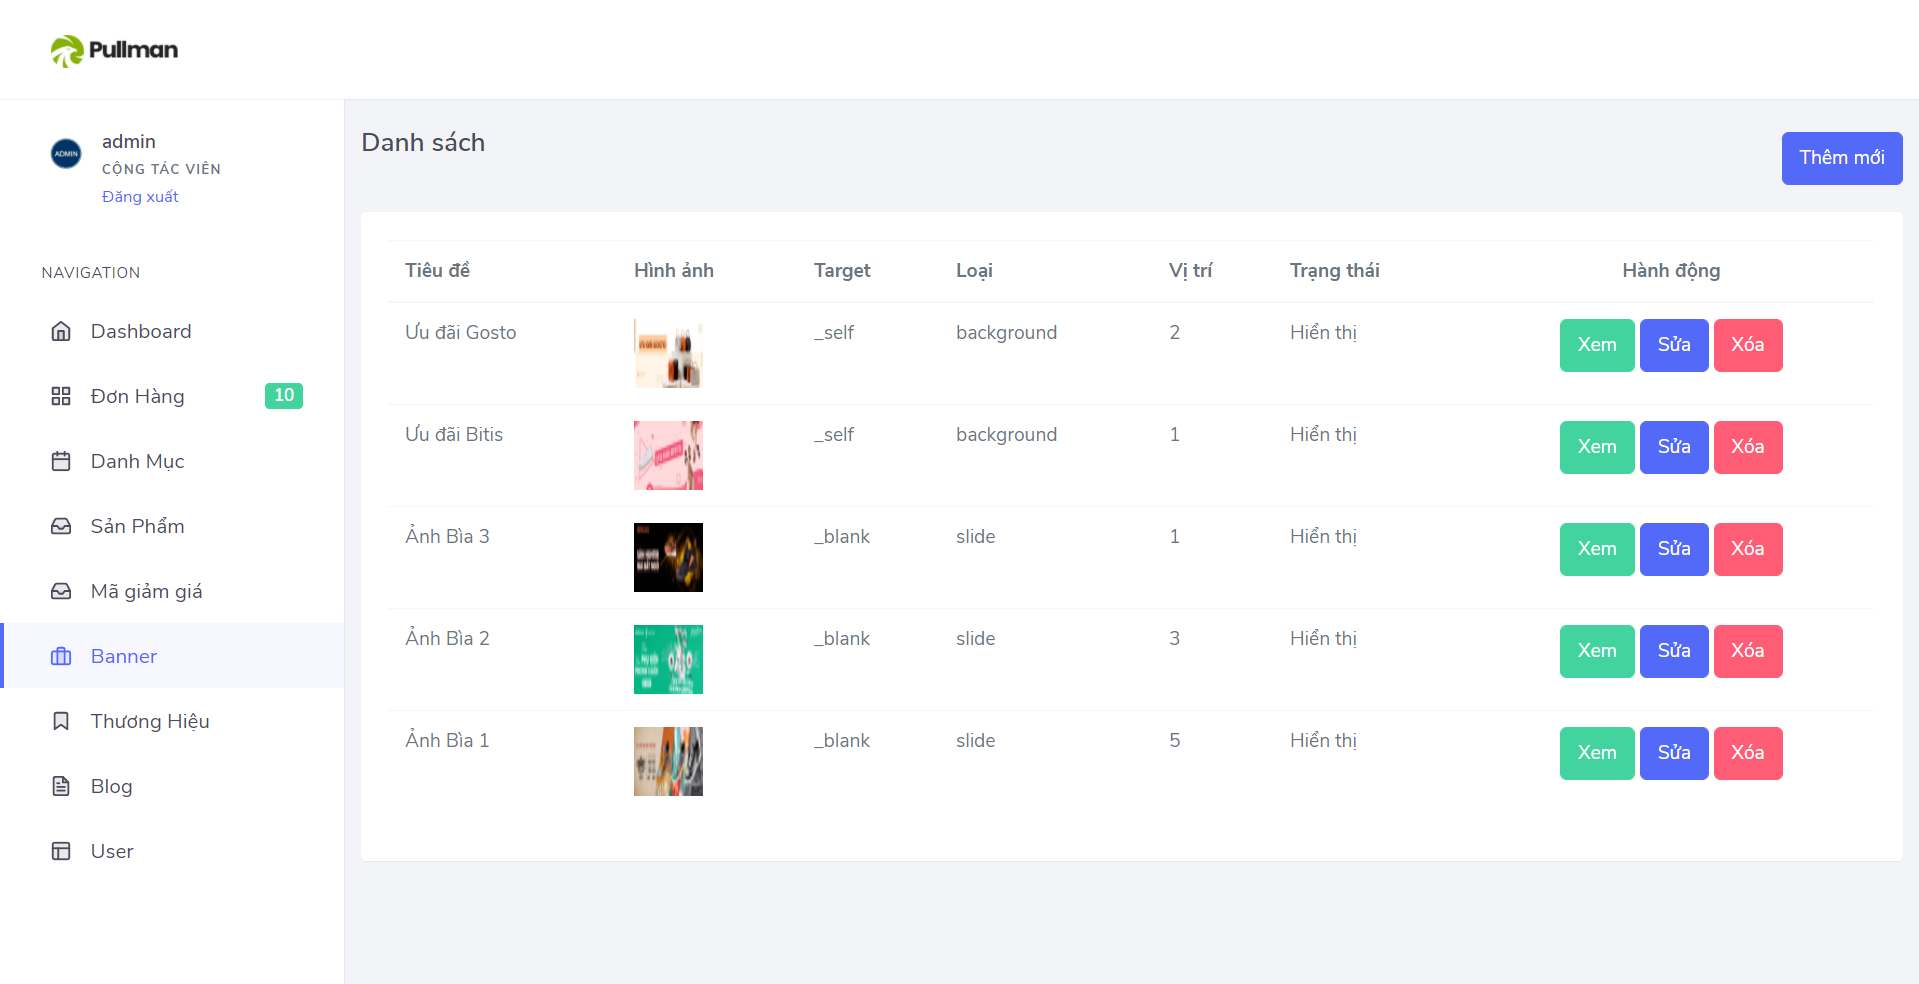 Pullman
ADMIN
admin
CỘNG TÁC VIÊN
Đăng xuất
NAVIGATION
Dashboard
Đơn Hàng 10
Danh Mục
Sản Phẩm
Mã giảm giá
Banner
Thương Hiệu
Blog
User
Danh sách
Thêm mới
Tiêu đề Hình ảnh Target Loại Vị trí Trạng thái Hành động
Ưu đãi Gosto _self background 2 Hiển thị Xem Sửa Xóa
Ưu đãi Bitis _self background 1 Hiển thị Xem Sửa Xóa
Ảnh Bìa 3 _blank slide 1 Hiển thị Xem Sửa Xóa
Ảnh Bìa 2 _blank slide 3 Hiển thị Xem Sửa Xóa
Ảnh Bìa 1 _blank slide 5 Hiển thị Xem Sửa Xóa